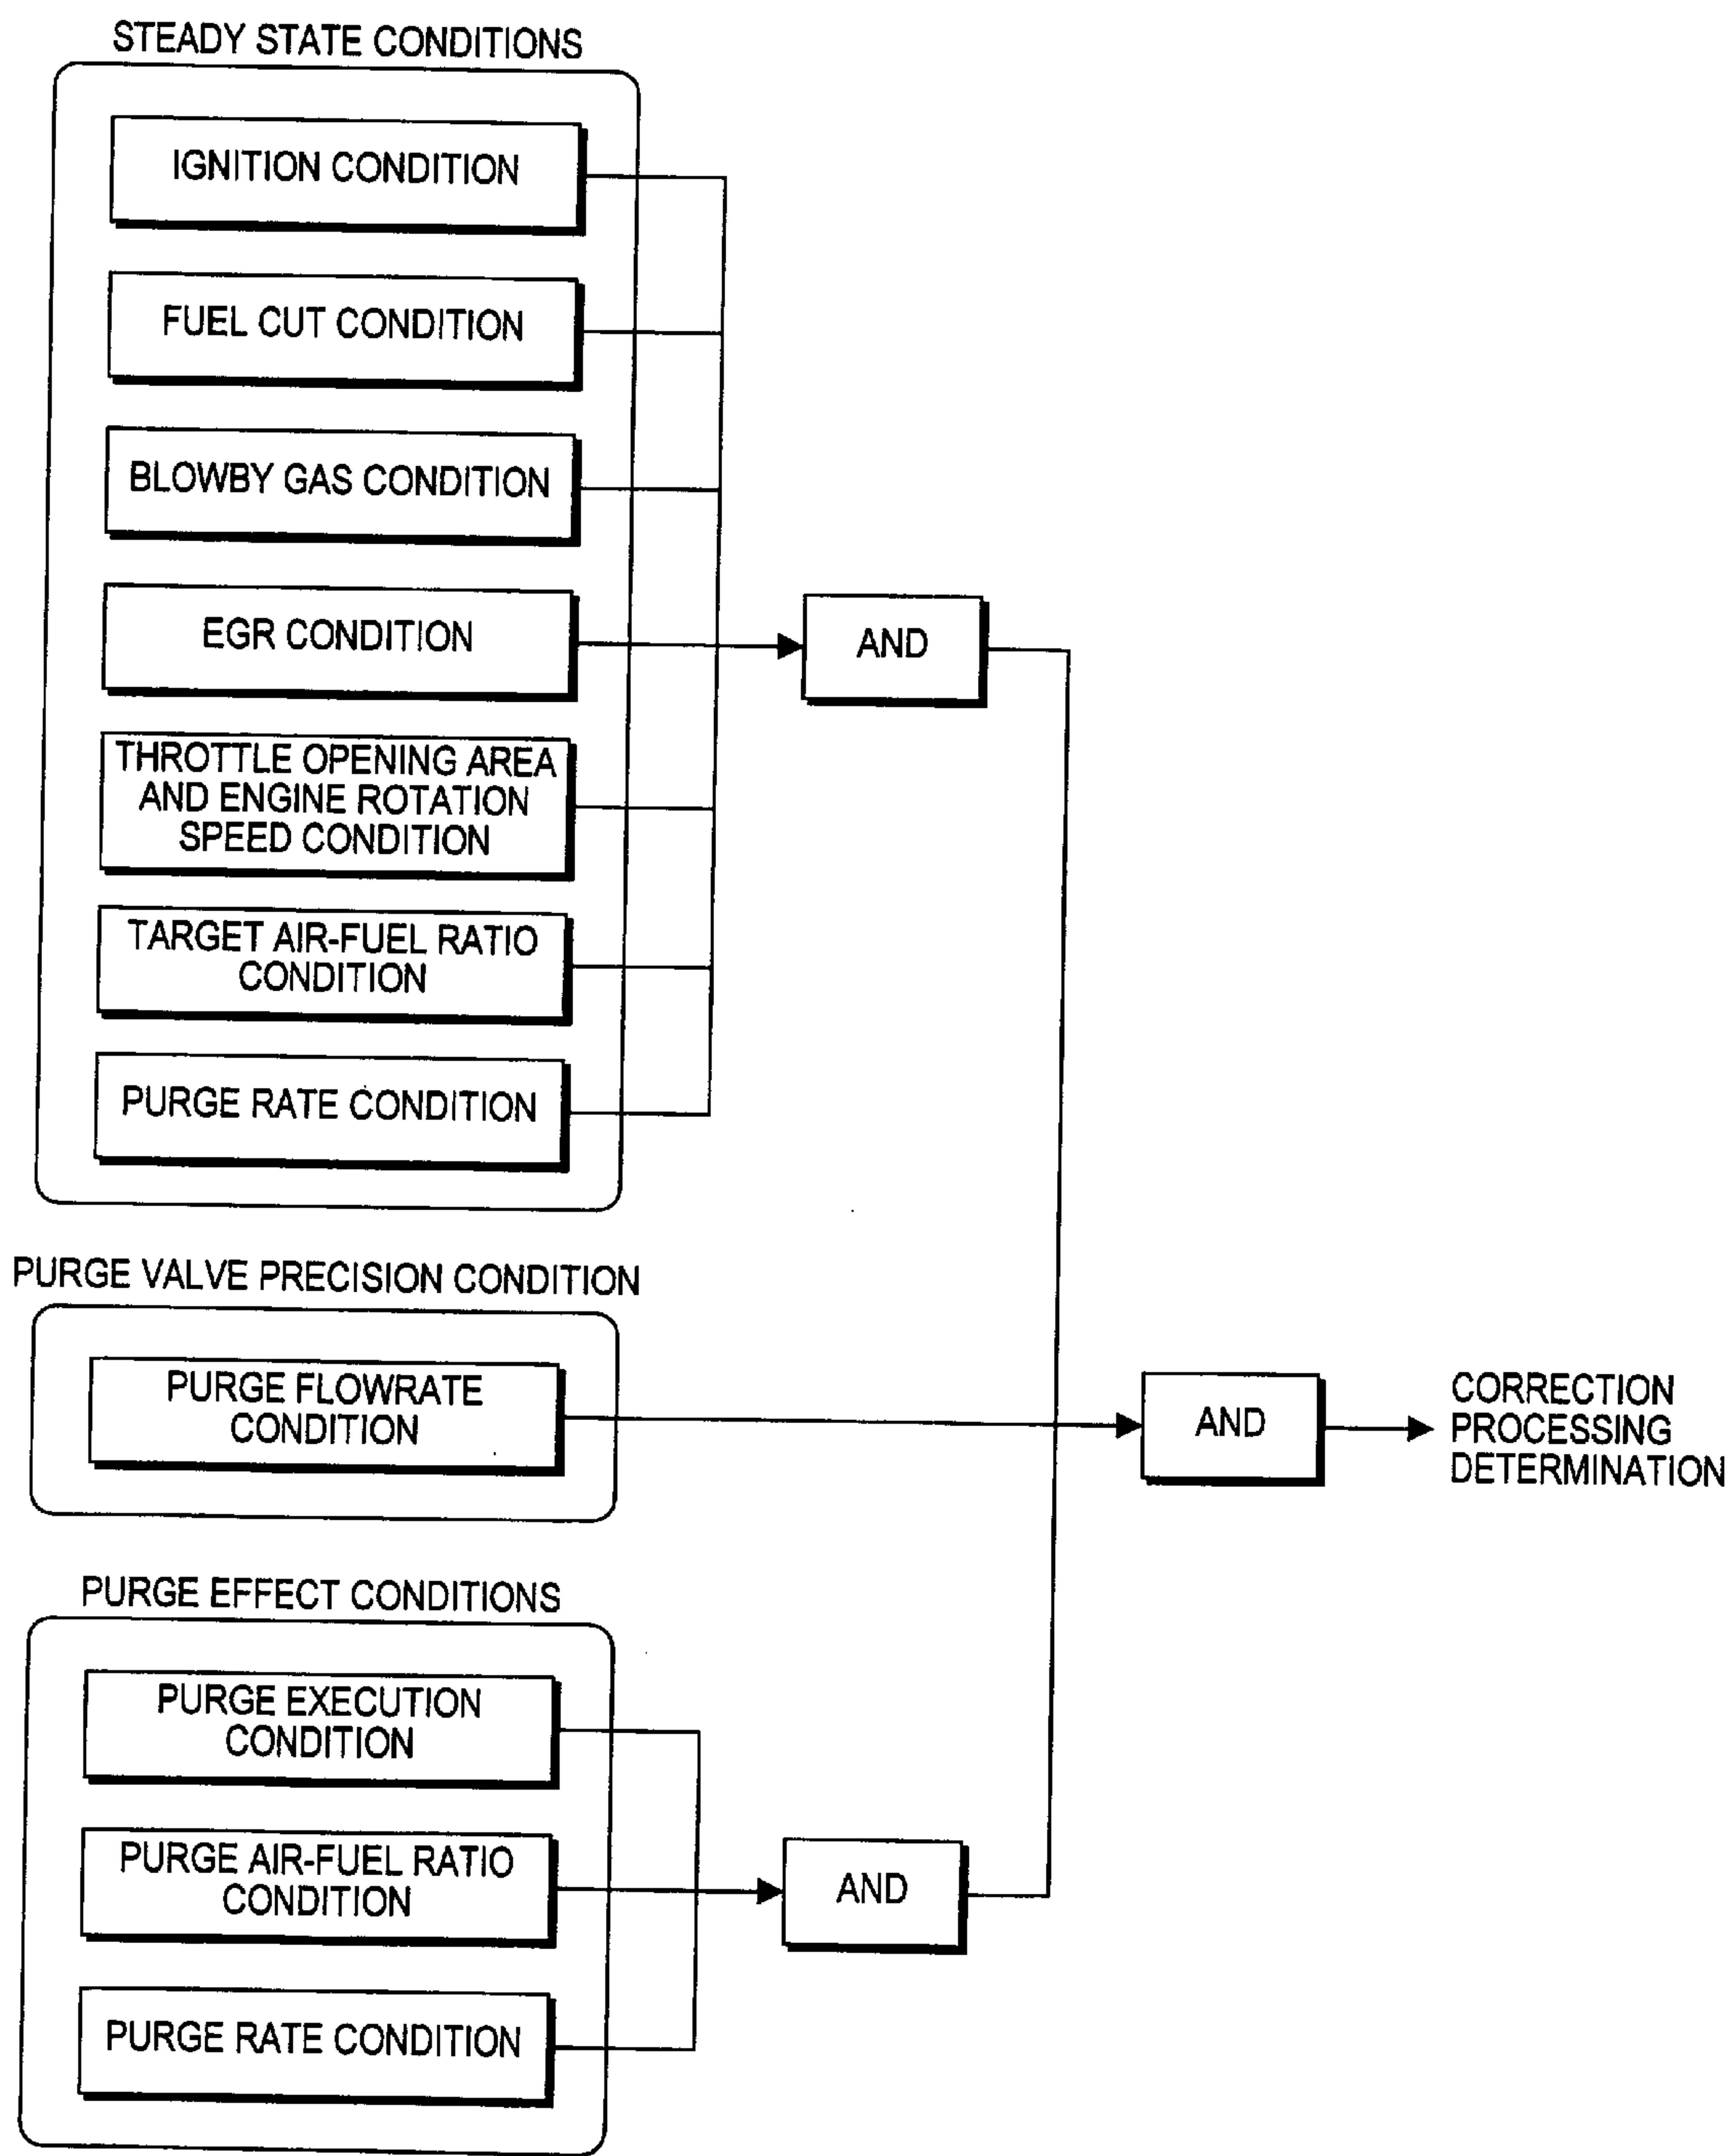 STEADY STATE CONDITIONS
IGNITION CONDITION
FUEL CUT CONDITION
BLOWBY GAS CONDITION
EGR CONDITION
AND
THROTTLE OPENING AREA
AND ENGINE ROTATION
SPEED CONDITION
TARGET AIR-FUEL RATIO
CONDITION
PURGE RATE CONDITION
PURGE VALVE PRECISION CONDITION
PURGE FLOWRATE
CONDITION
AND
CORRECTION
PROCESSING
DETERMINATION
PURGE EFFECT CONDITIONS
PURGE EXECUTION
CONDITION
PURGE AIR-FUEL RATIO
CONDITION
AND
PURGE RATE CONDITION